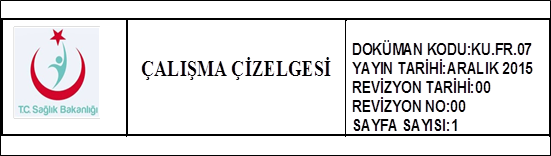 T.C. Sağlık Bakanlığı
ÇALIŞMA ÇİZELGESİ
DOKÜMAN KODU:KU.FR.07
YAYIN TARİHİ:ARALIK 2015
REVİZYON TARİHİ:00
REVİZYON NO:00
SAYFA SAYISI:1